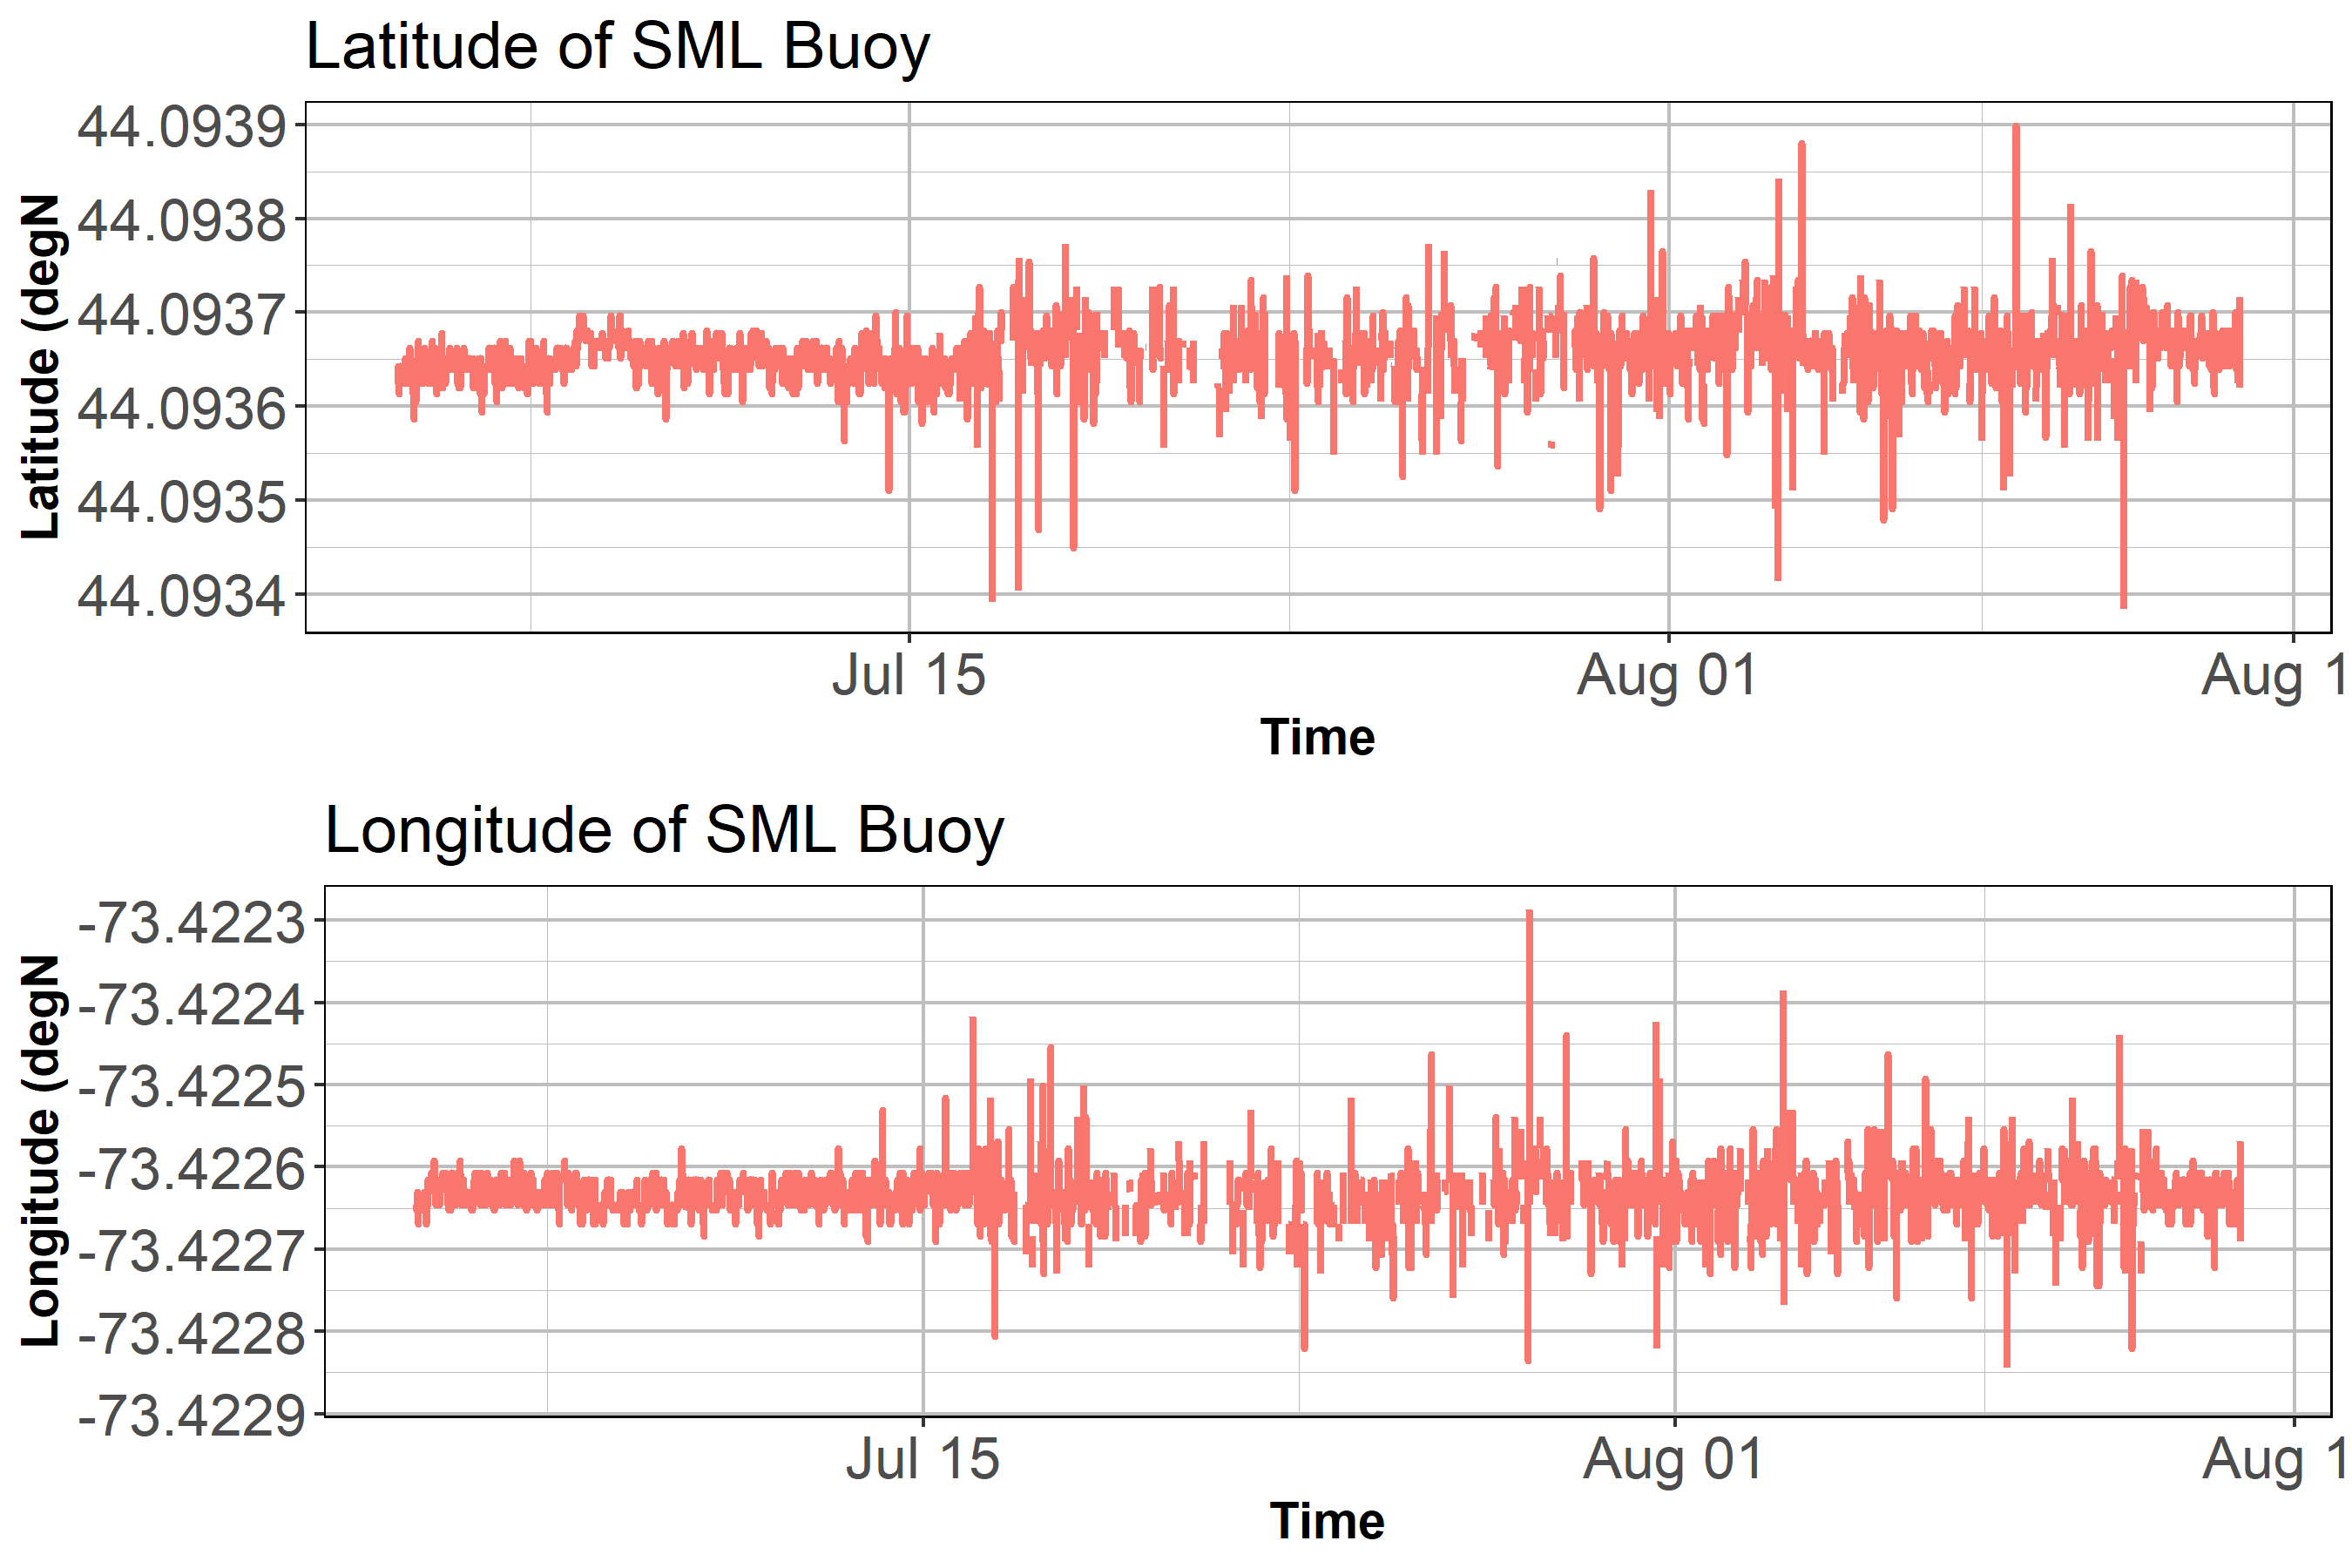 Latitude of SML Buoy
44.0939
44.0938
44.0937
44.0936
44.0935
44.0934
Latitude (degN
Jul 15 Aug 01 Aug 1
Time
Longitude of SML Buoy
-73.4223
-73.4224
-73.4225
-73.4226
-73.4227
-73.4228
-73.4229
Longitude (degN
Jul 15 Aug 01 Aug 1
Time